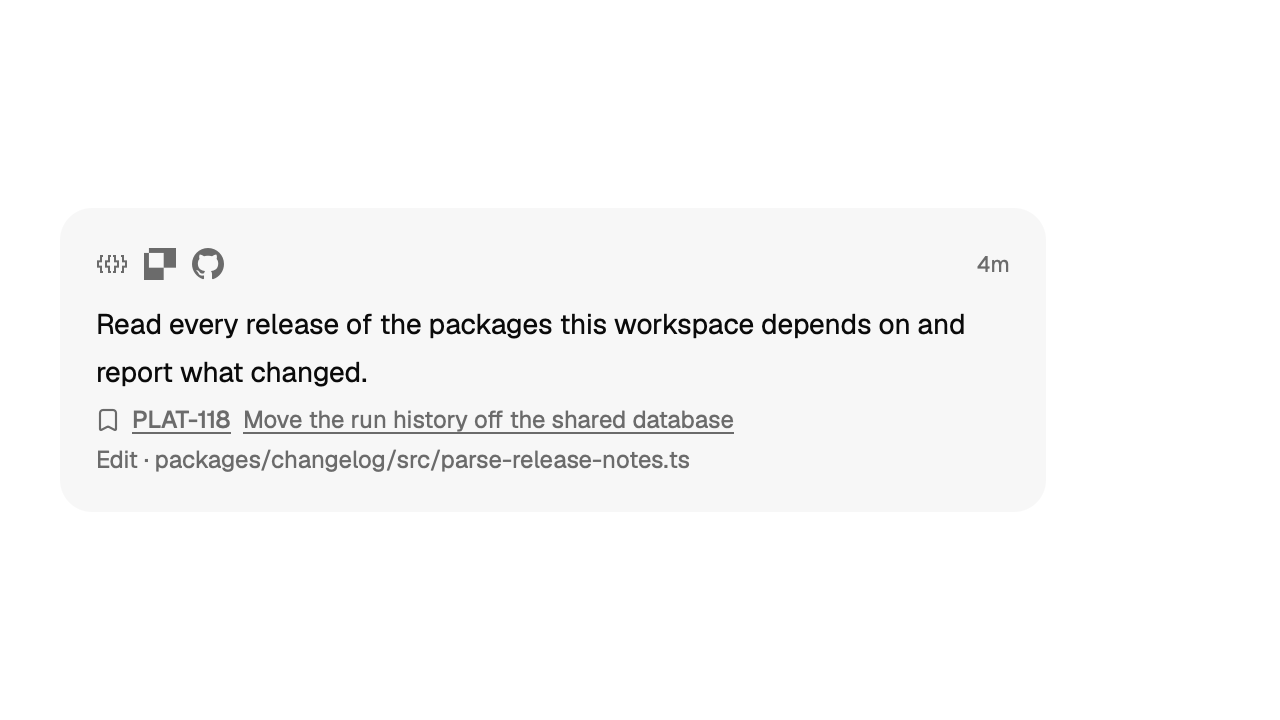 4m
Read every release of the packages this workspace depends on and
report what changed.
PLAT-118 Move the run history off the shared database
Edit · packages/changelog/src/parse-release-notes.ts